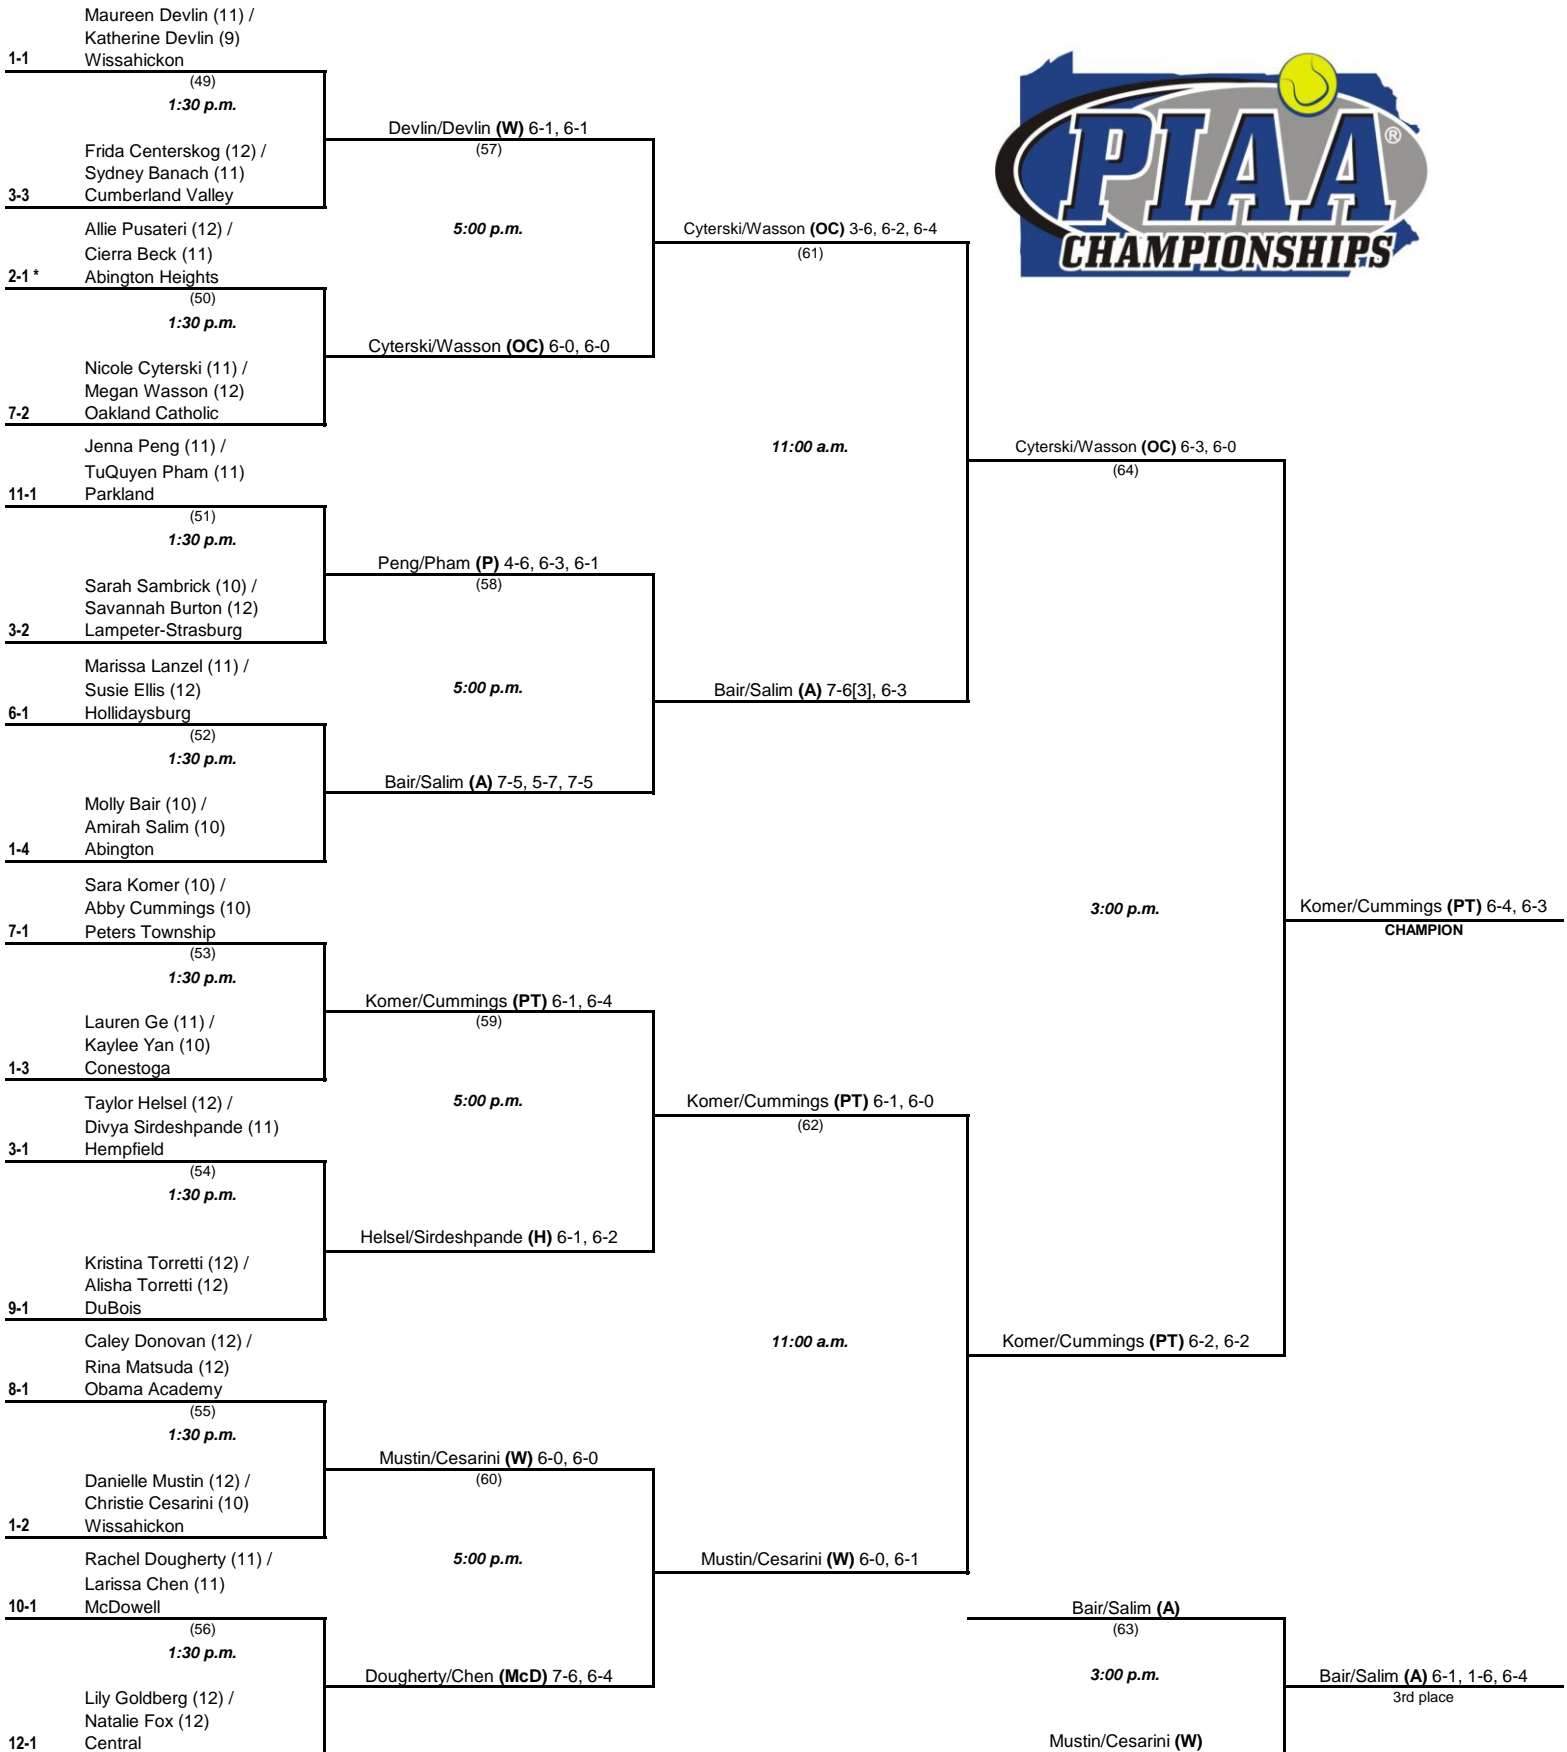 Maureen Devlin (11) /
Katherine Devlin (9)
1-1 Wissahickon
(49)
1:30 p.m.
Devlin/Devlin (W) 6-1, 6-1
(57)
Frida Centerskog (12) /
Sydney Banach (11)
3-3 Cumberland Valley
Allie Pusateri (12) /
5:00 p.m.
Cyterski/Wasson (OC) 3-6, 6-2, 6-4
(61)
Cierra Beck (11)
2-1 * Abington Heights
(50)
1:30 p.m.
Cyterski/Wasson (OC) 6-0, 6-0
Nicole Cyterski (11) /
Megan Wasson (12)
7-2 Oakland Catholic
PIAA®
CHAMPIONSHIPS
Jenna Peng (11) /
11:00 a.m.
Cyterski/Wasson (OC) 6-3, 6-0
(64)
TuQuyen Pham (11)
11-1 Parkland
(51)
1:30 p.m.
Peng/Pham (P) 4-6, 6-3, 6-1
(58)
Sarah Sambrick (10) /
Savannah Burton (12)
3-2 Lampeter-Strasburg
Marissa Lanzel (11) /
Susie Ellis (12)
5:00 p.m.
Bair/Salim (A) 7-6[3], 6-3
6-1 Hollidaysburg
(52)
1:30 p.m.
Bair/Salim (A) 7-5, 5-7, 7-5
Molly Bair (10) /
Amirah Salim (10)
1-4 Abington
Sara Komer (10) /
Abby Cummings (10)
3:00 p.m.
Komer/Cummings (PT) 6-4, 6-3
CHAMPION
7-1 Peters Township
(53)
1:30 p.m.
Komer/Cummings (PT) 6-1, 6-4
(59)
Lauren Ge (11) /
Kaylee Yan (10)
1-3 Conestoga
Taylor Helsel (12) /
5:00 p.m.
Komer/Cummings (PT) 6-1, 6-0
(62)
Divya Sirdeshpande (11)
3-1 Hempfield
(54)
1:30 p.m.
Helsel/Sirdeshpande (H) 6-1, 6-2
Kristina Torretti (12) /
Alisha Torretti (12)
9-1 DuBois
Caley Donovan (12) /
11:00 a.m.
Komer/Cummings (PT) 6-2, 6-2
Rina Matsuda (12)
8-1 Obama Academy
(55)
1:30 p.m.
Mustin/Cesarini (W) 6-0, 6-0
(60)
Danielle Mustin (12) /
Christie Cesarini (10)
1-2 Wissahickon
Rachel Dougherty (11) /
5:00 p.m.
Mustin/Cesarini (W) 6-0, 6-1
Larissa Chen (11)
10-1 McDowell
Bair/Salim (A)
(56)
(63)
1:30 p.m.
Dougherty/Chen (McD) 7-6, 6-4
3:00 p.m.
Bair/Salim (A) 6-1, 1-6, 6-4
3rd place
Lily Goldberg (12) /
Natalie Fox (12)
12-1 Central
Mustin/Cesarini (W)